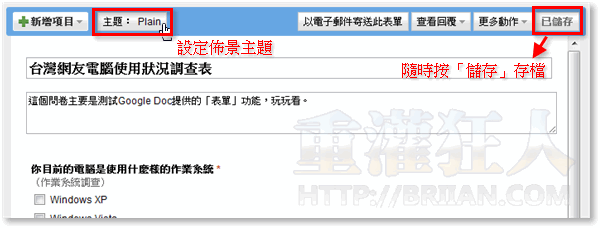 新增項目 主題： Plain 以電子郵件寄送此表單 查看回覆 更多動作 已儲存
設定佈景主題
隨時按「儲存」存檔
台灣網友電腦使用狀況調查表
這個問卷主要是測試Google Doc提供的「表單」功能，玩玩看。
重灌狂人
HTTP://BRIIAN.COM
你目前的電腦是使用什麼樣的作業系統 *
（作業系統調查）
Windows XP
Windows Vista